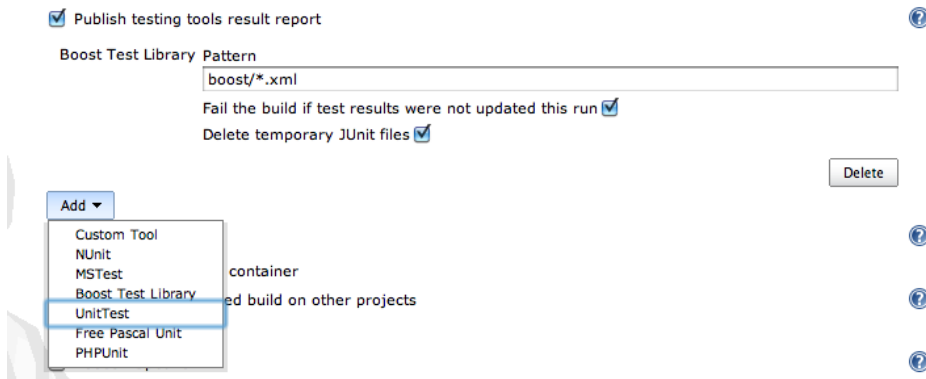 Publish testing tools result report
Boost Test Library Pattern
boost/*.xml
Fail the build if test results were not updated this run
Delete temporary JUnit files
Delete
Add
Custom Tool
NUnit
MSTest
container
Boost Test Library
ed build on other projects
UnitTest
Free Pascal Unit
PHPUnit